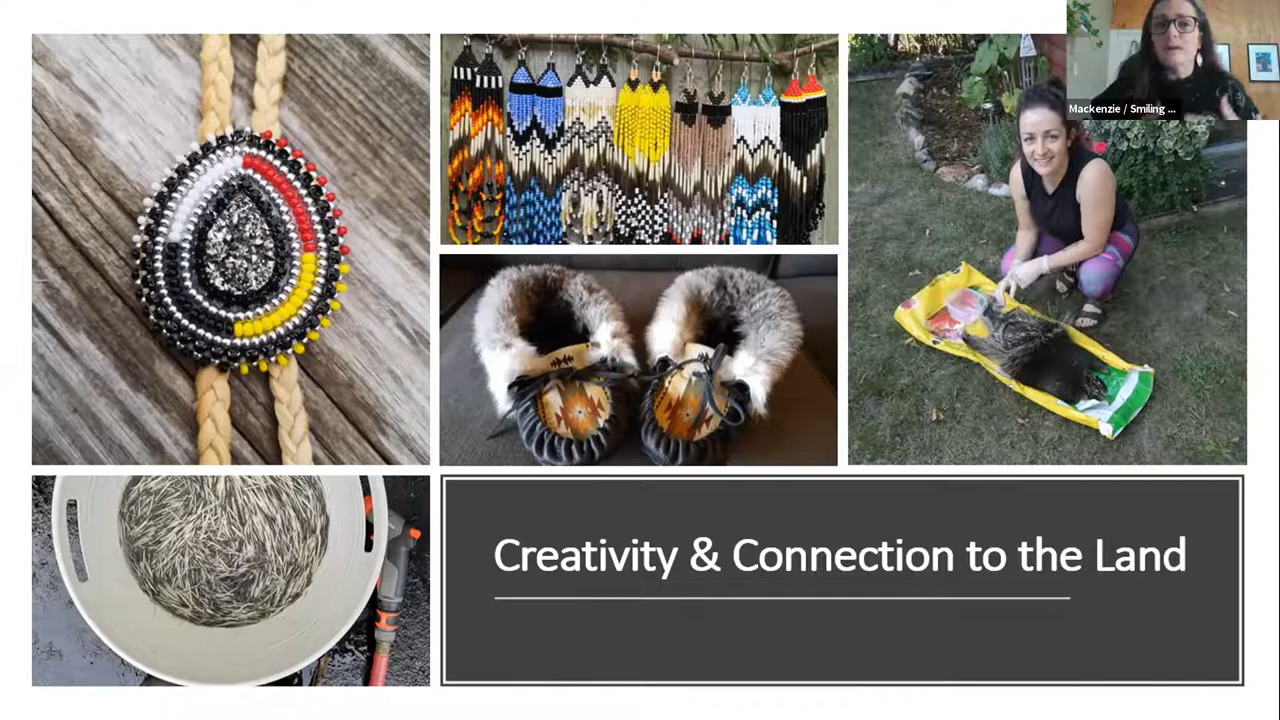 Mackenzie / Smiling ...
Creativity & Connection to the Land